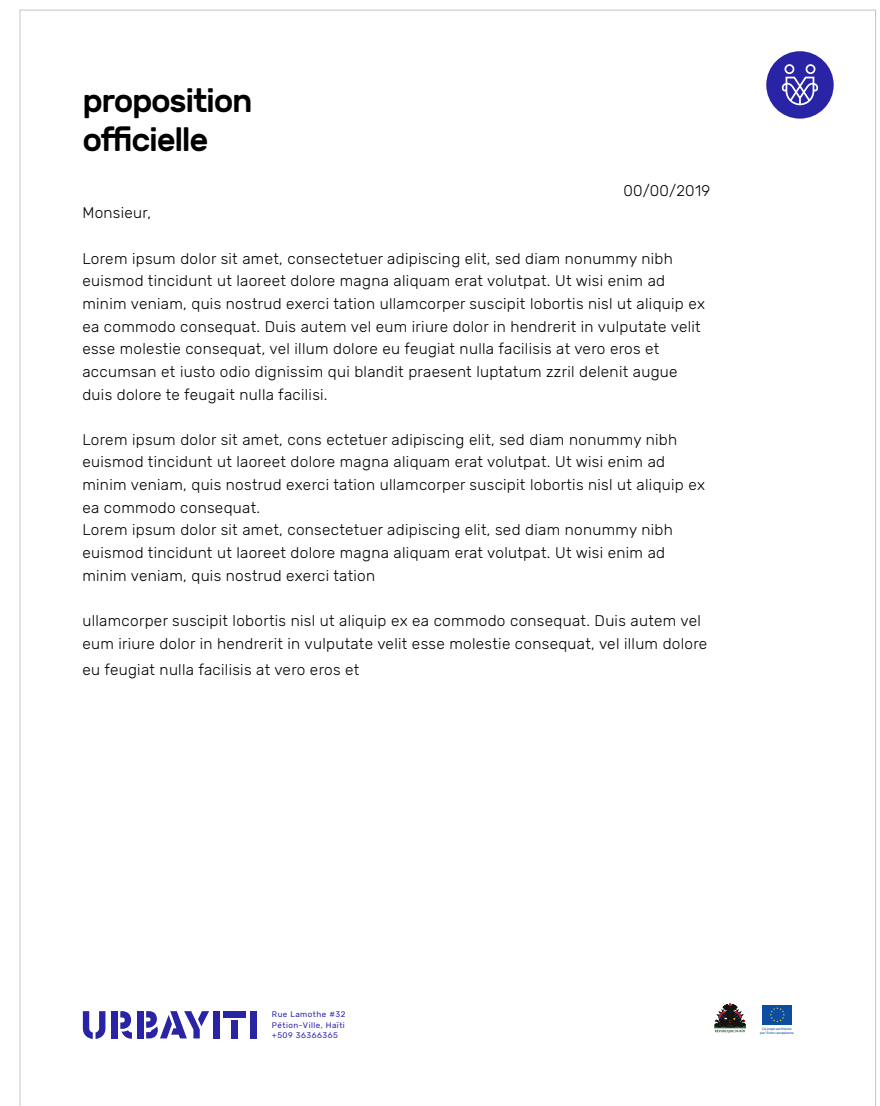 proposition
officielle
00/00/2019
Monsieur,
Lorem ipsum dolor sit amet, consectetuer adipiscing elit, sed diam nonummy nibh
euismod tincidunt ut laoreet dolore magna aliquam erat volutpat. Ut wisi enim ad
minim veniam, quis nostrud exerci tation ullamcorper suscipit lobortis nisl ut aliquip ex
ea commodo consequat. Duis autem vel eum iriure dolor in hendrerit in vulputate velit
esse molestie consequat, vel illum dolore eu feugiat nulla facilisis at vero eros et
accumsan et iusto odio dignissim qui blandit praesent luptatum zzril delenit augue
duis dolore te feugait nulla facilisi.
Lorem ipsum dolor sit amet, cons ectetuer adipiscing elit, sed diam nonummy nibh
euismod tincidunt ut laoreet dolore magna aliquam erat volutpat. Ut wisi enim ad
minim veniam, quis nostrud exerci tation ullamcorper suscipit lobortis nisl ut aliquip ex
ea commodo consequat.
Lorem ipsum dolor sit amet, consectetuer adipiscing elit, sed diam nonummy nibh
euismod tincidunt ut laoreet dolore magna aliquam erat volutpat. Ut wisi enim ad
minim veniam, quis nostrud exerci tation
ullamcorper suscipit lobortis nisl ut aliquip ex ea commodo consequat. Duis autem vel
eum iriure dolor in hendrerit in vulputate velit esse molestie consequat, vel illum dolore
eu feugiat nulla facilisis at vero eros et
URBAYITI
Rue Lamothe #32
Pétion-Ville, Haïti
+509 36366365